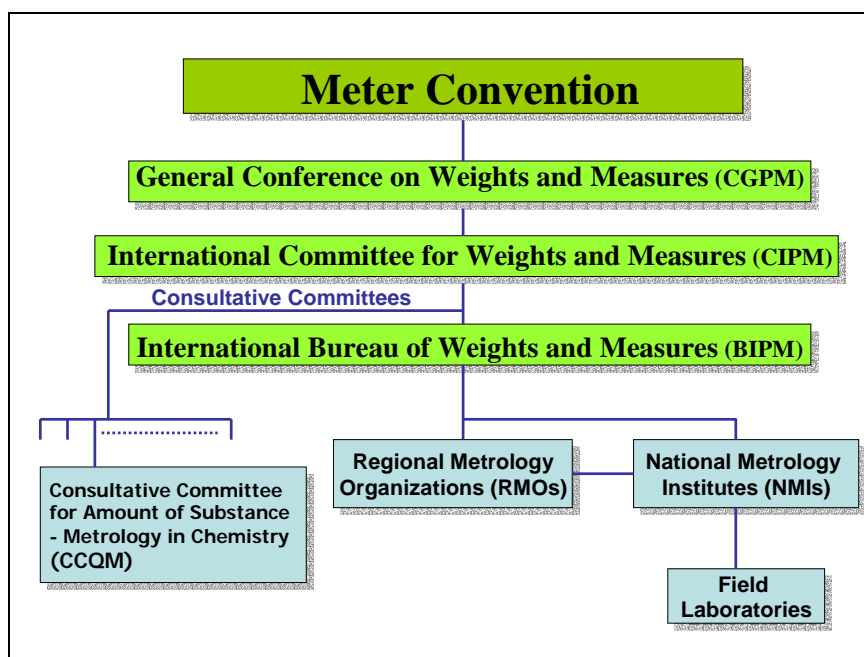 Meter Convention
General Conference on Weights and Measures (CGPM)
International Committee for Weights and Measures (CIPM)
Consultative Committees
International Bureau of Weights and Measures (BIPM)
Regional Metrology
Organizations (RMOs)
National Metrology
Institutes (NMIs)
Consultative Committee
for Amount of Substance
- Metrology in Chemistry
(CCQM)
Field
Laboratories